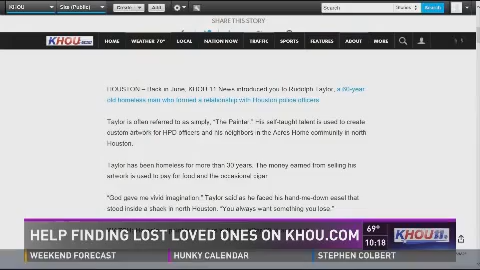 KHOU
Size (Public)
Create...
Add
Search
Search
SHARE THIS STORY
KHOU
HOME WEATHER 70° LOCAL NATION NOW TRAFFIC SPORTS FEATURES ABOUT MORE
HOUSTON – Back in June, KHOU 11 News introduced you to Rudolph Taylor, a 60-year
old homeless man who formed a relationship with Houston police officers.
Taylor is often referred to as simply, "The Painter." His self-taught talent is used to create
custom artwork for HPD officers and his neighbors in the Acres Home community in north
Houston.
Taylor has been homeless for more than 30 years. The money earned from selling his
artwork is used to pay for food and the occasional cigar.
"God gave me vivid imagination," Taylor said as he faced his hand-me-down easel that
stood inside a shack in north Houston. "You always want something you lose."
HELP FINDING LOST LOVED ONES ON KHOU.COM
69°
10:18
KHOU 11
WEEKEND FORECAST HUNKY CALENDAR STEPHEN COLBERT